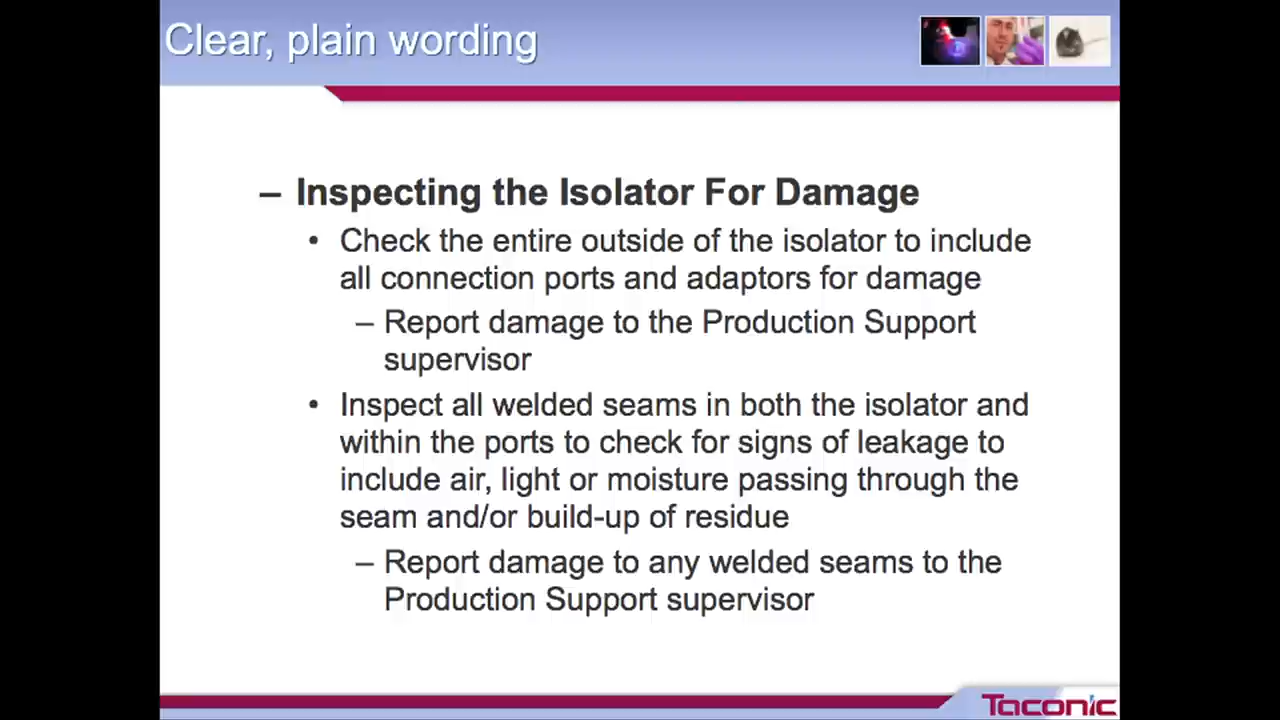 Clear, plain wording
– Inspecting the Isolator For Damage
• Check the entire outside of the isolator to include
all connection ports and adaptors for damage
– Report damage to the Production Support
supervisor
• Inspect all welded seams in both the isolator and
within the ports to check for signs of leakage to
include air, light or moisture passing through the
seam and/or build-up of residue
– Report damage to any welded seams to the
Production Support supervisor
Taconic